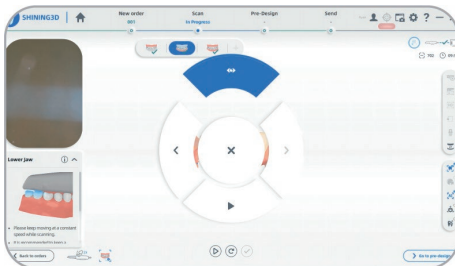 SHINING3D
New order
001
Scan
In Progress
Pre-Design
-
Send
-
702
Lower Jaw
• Please keep moving at a constant
speed while scanning.
Back to orders
Go to pre-design